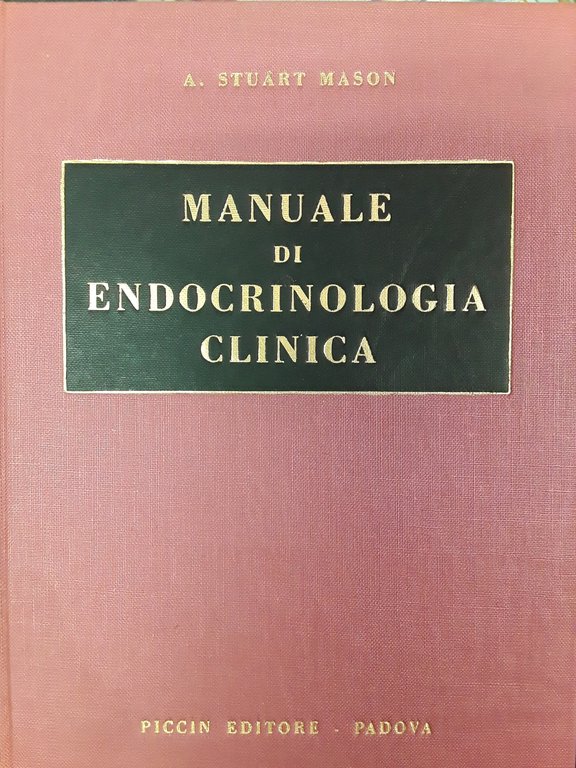 A. STUART MASON
MANUALE
DI
ENDOCRINOLOGIA
CLINICA
PICCIN EDITORE - PADOVA